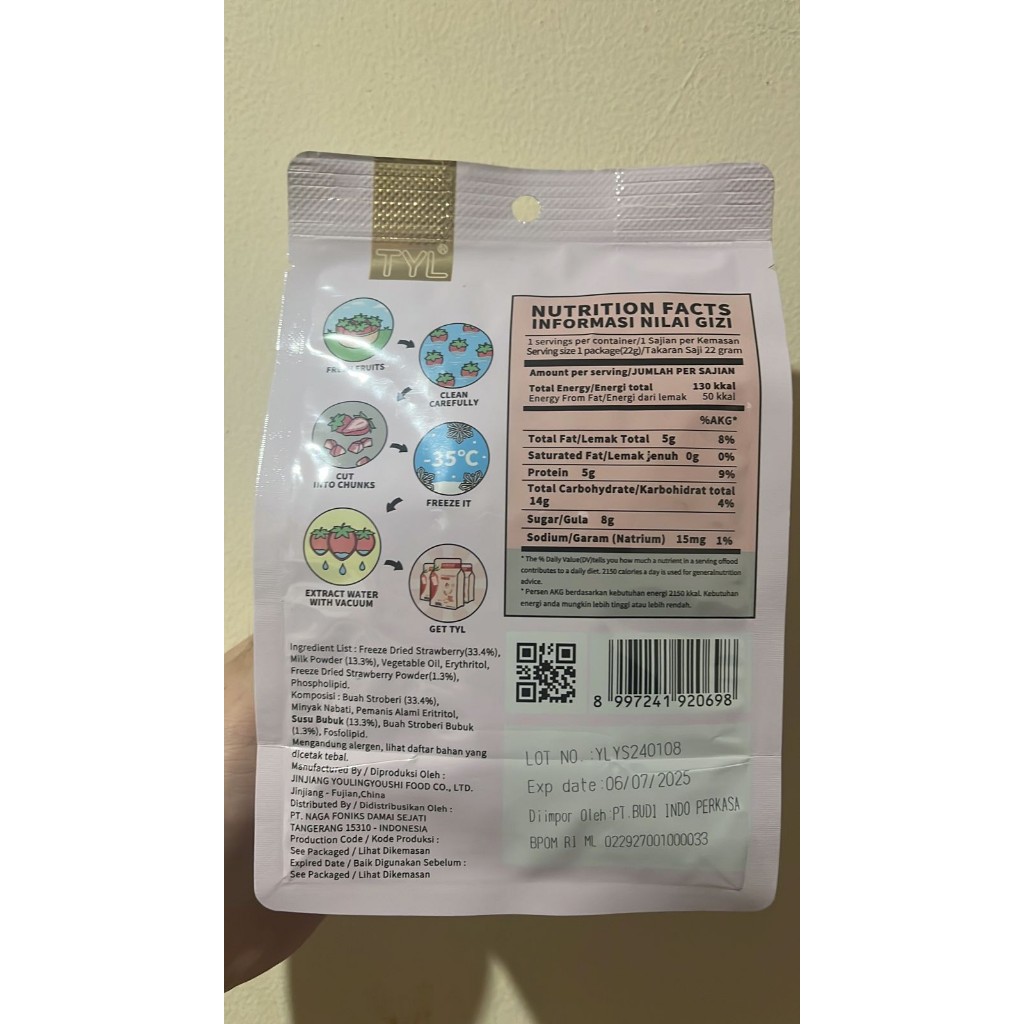 TYL®
FRESH FRUITS
CLEAN
CAREFULLY
CUT
INTO CHUNKS
-35°C
FREEZE IT
EXTRACT WATER
WITH VACUUM
GET TYL
NUTRITION FACTS
INFORMASI NILAI GIZI
1 servings per container/1 Sajian per Kemasan
Serving size 1 package(22g)/Takaran Saji 22 gram
Amount per serving/JUMLAH PER SAJIAN
Total Energy/Energi total 130 kkal
Energy From Fat/Energi dari lemak 50 kkal
%AKG*
Total Fat/Lemak Total 5g 8%
Saturated Fat/Lemak jenuh 0g 0%
Protein 5g 9%
Total Carbohydrate/Karbohidrat total
14g 4%
Sugar/Gula 8g
Sodium/Garam (Natrium) 15mg 1%
* The % Daily Value(DV)tells you how much a nutrient in a serving offood
contributes to a daily diet. 2150 calories a day is used for generalnutrition
advice.
* Persen AKG berdasarkan kebutuhan energi 2150 kkal. Kebutuhan
energi anda mungkin lebih tinggi atau lebih rendah.
Ingredient List : Freeze Dried Strawberry(33.4%),
Milk Powder (13.3%), Vegetable Oil, Erythritol,
Freeze Dried Strawberry Powder(1.3%),
Phospholipid.
Komposisi : Buah Stroberi (33.4%),
Minyak Nabati, Pemanis Alami Eritritol,
Susu Bubuk (13.3%), Buah Stroberi Bubuk
(1.3%), Fosfolipid.
Mengandung alergen, lihat daftar bahan yang
dicetak tebal.
Manufactured By / Diproduksi Oleh :
JINJIANG YOULINGYOUSHI FOOD CO., LTD.
Jinjiang - Fujian,China
Distributed By / Didistribusikan Oleh :
PT. NAGA FONIKS DAMAI SEJATI
TANGERANG 15310 - INDONESIA
Production Code / Kode Produksi :
See Packaged / Lihat Dikemasan
Expired Date / Baik Digunakan Sebelum :
See Packaged / Lihat Dikemasan
8 997241 920698
LOT NO. :YLYS240108
Exp date:06/07/2025
Diimpor Oleh:PT.BUDI INDO PERKASA
BPOM RI ML 022927001000033